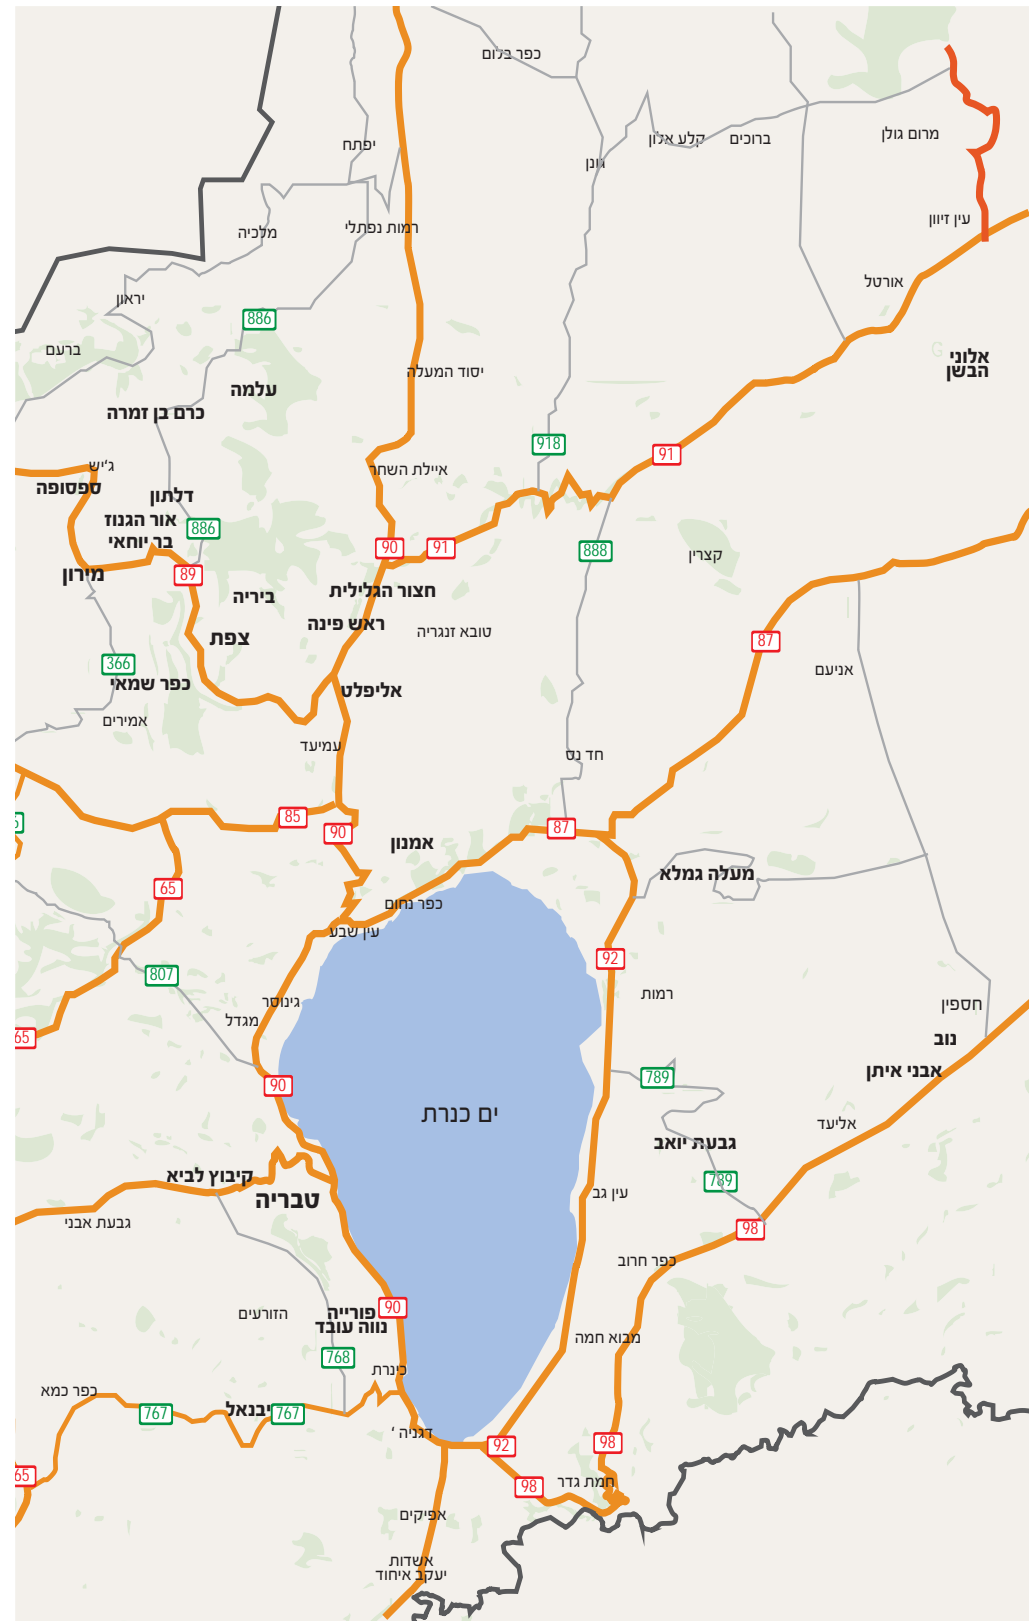 כפר בלום
יפתח
גונן
קלע אלון
ברוכים
מרום גולן
רמות נפתלי
מלכיה
עין זיוון
אורטל
יראון
886
ברעם
יסוד המעלה
אלוני
הבשן
G
עלמה
כרם בן זמרה
918
91
ג'יש
איילת השחר
ספסופה
דלתון
אור הגנוז
886
בר יוחאי
90
91
888
קצרין
מירון
89
ביריה
חצור הגלילית
צפת
ראש פינה
טובא זנגריה
87
366
כפר שמאי
אליפלט
אניעם
אמירים
עמיעד
חד נס
85
90
87
אמנון
מעלה גמלא
65
כפר נחום
עין שבע
92
807
גינוסר
מגדל
רמות
חספין
65
נוב
90
789
אבני איתן
ים כנרת
אליעד
גבעת יואב
קיבוץ לביא
789
טבריה
עין גב
גבעת אבני
98
כפר חרוב
הזורעים
פורייה
נווה עובד
90
מבוא חמה
768
כינרת
כפר כמא
767
יבנאל
767
דגניה '
92
98
65
98
חמת גדר
אפיקים
אשדות
יעקב איחוד